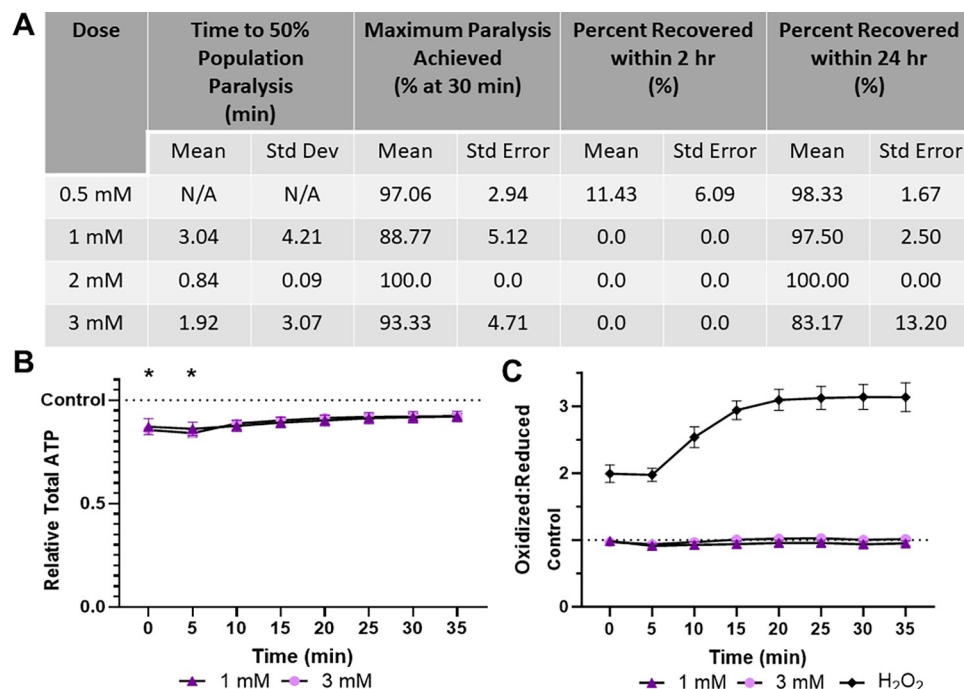 A
Dose
Time to 50% Population Paralysis (min)
Maximum Paralysis Achieved (% at 30 min)
Percent Recovered within 2 hr (%)
Percent Recovered within 24 hr (%)
Mean Std Dev Mean Std Error Mean Std Error Mean Std Error
0.5 mM N/A N/A 97.06 2.94 11.43 6.09 98.33 1.67
1 mM 3.04 4.21 88.77 5.12 0.0 0.0 97.50 2.50
2 mM 0.84 0.09 100.0 0.0 100.00 0.00
3 mM 1.92 3.07 93.33 4.71 0.0 0.0 83.17 13.20
B
* *
Control
0.5
0.0
Relative Total ATP
0 5 10 15 20 25 30 35
Time (min)
1 mM 3 mM
C
3
2
Control
0
Oxidized:Reduced
0 5 10 15 20 25 30 35
Time (min)
1 mM 3 mM H₂O₂